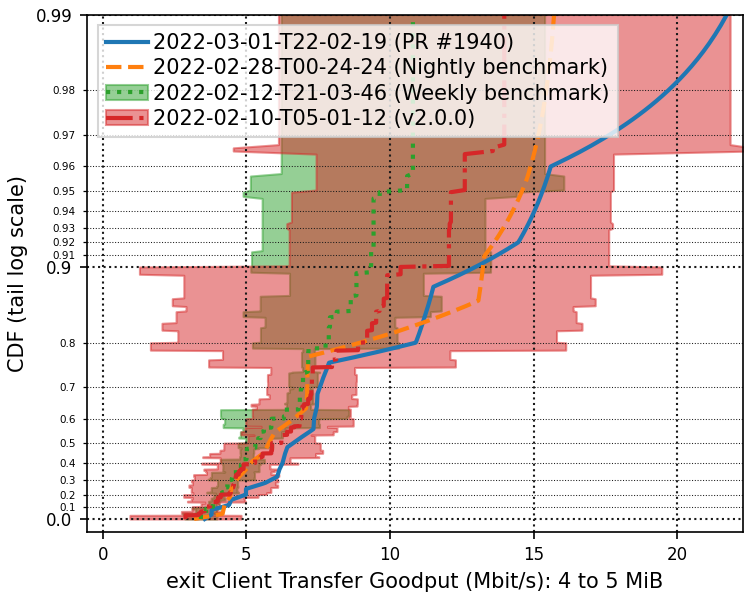 0.99
2022-03-01-T22-02-19 (PR #1940)
2022-02-28-T00-24-24 (Nightly benchmark)
2022-02-12-T21-03-46 (Weekly benchmark)
2022-02-10-T05-01-12 (v2.0.0)
0.98
0.97
0.96
0.95
0.94
0.93
0.92
0.91
0.9
0.8
0.7
0.6
0.5
0.4
0.3
0.2
0.1
0.0
CDF (tail log scale)
0 5 10 15 20
exit Client Transfer Goodput (Mbit/s): 4 to 5 MiB